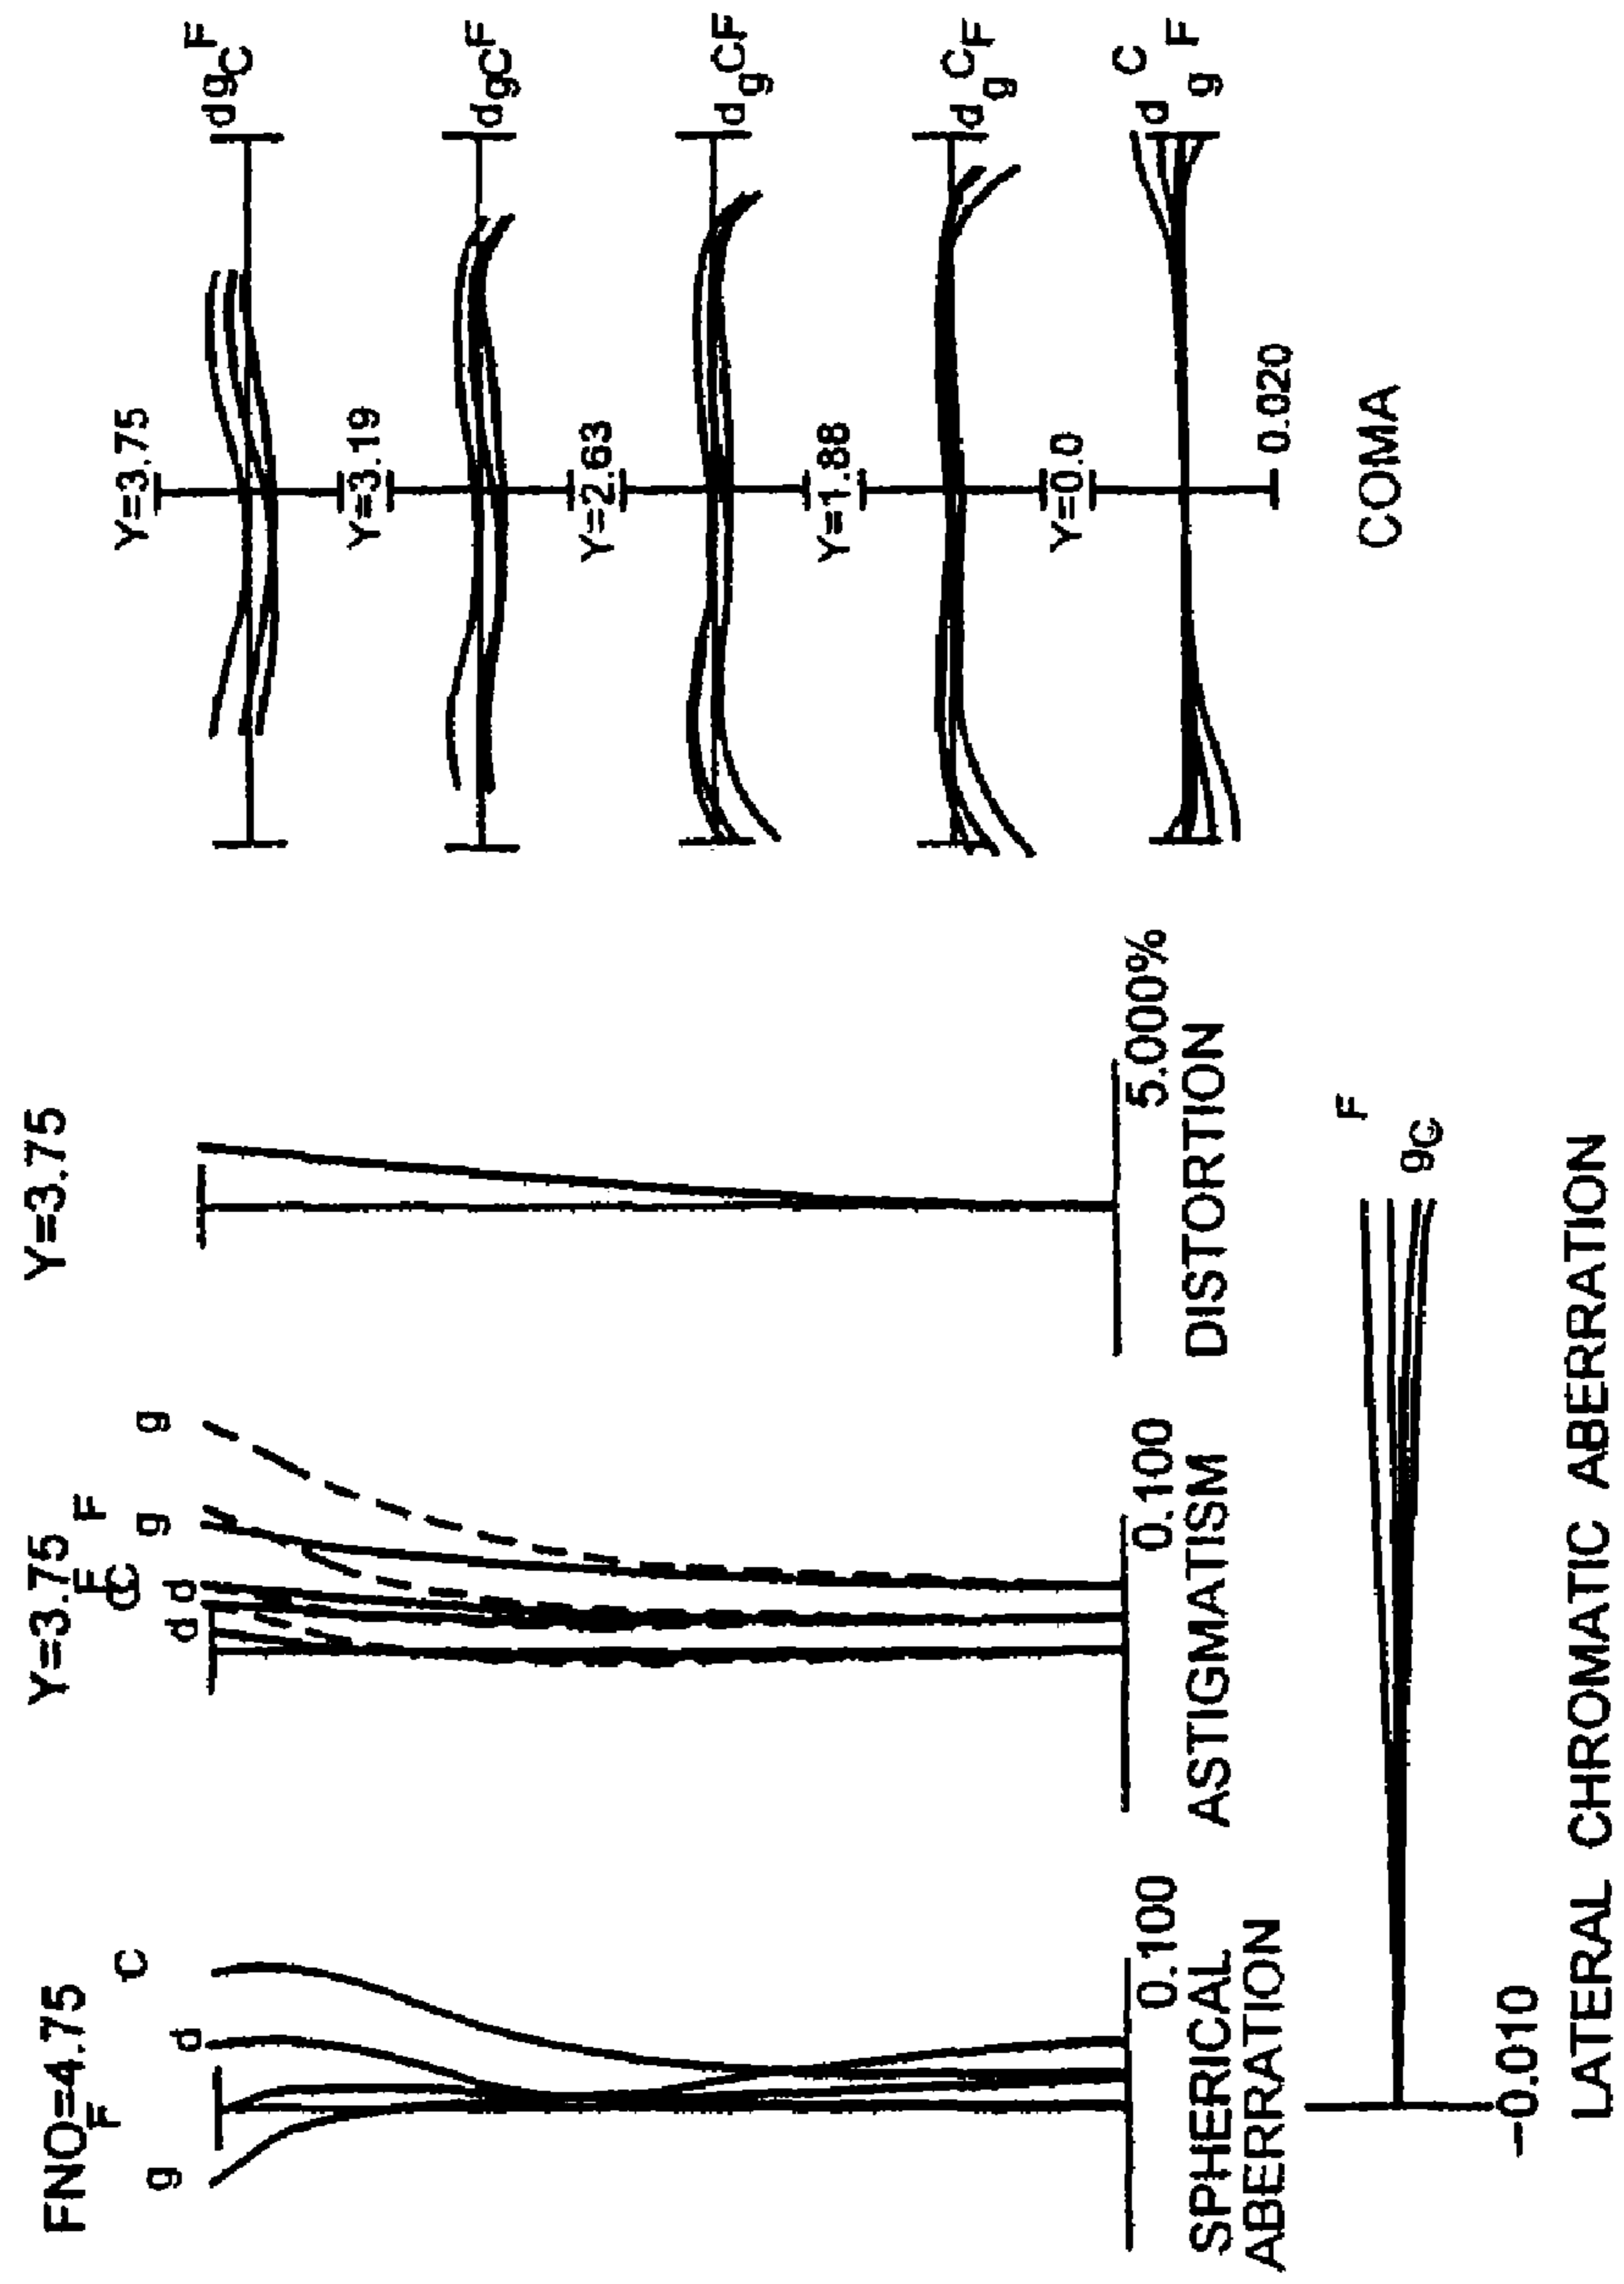 FNO=4.75
F
g
d
C
0.100
SPHERICAL
ABERRATION
Y=3.75
F
F
C
g
d
d
g
0.100
ASTIGMATISM
Y=3.75
5.000%
DISTORTION
Y=3.75
d g C F
Y=3.19
d g C F
Y=2.63
d g C F
Y=1.88
d g C F
Y=0.0
d C
g F
0.020
COMA
F
g C
−0.010
LATERAL CHROMATIC ABERRATION